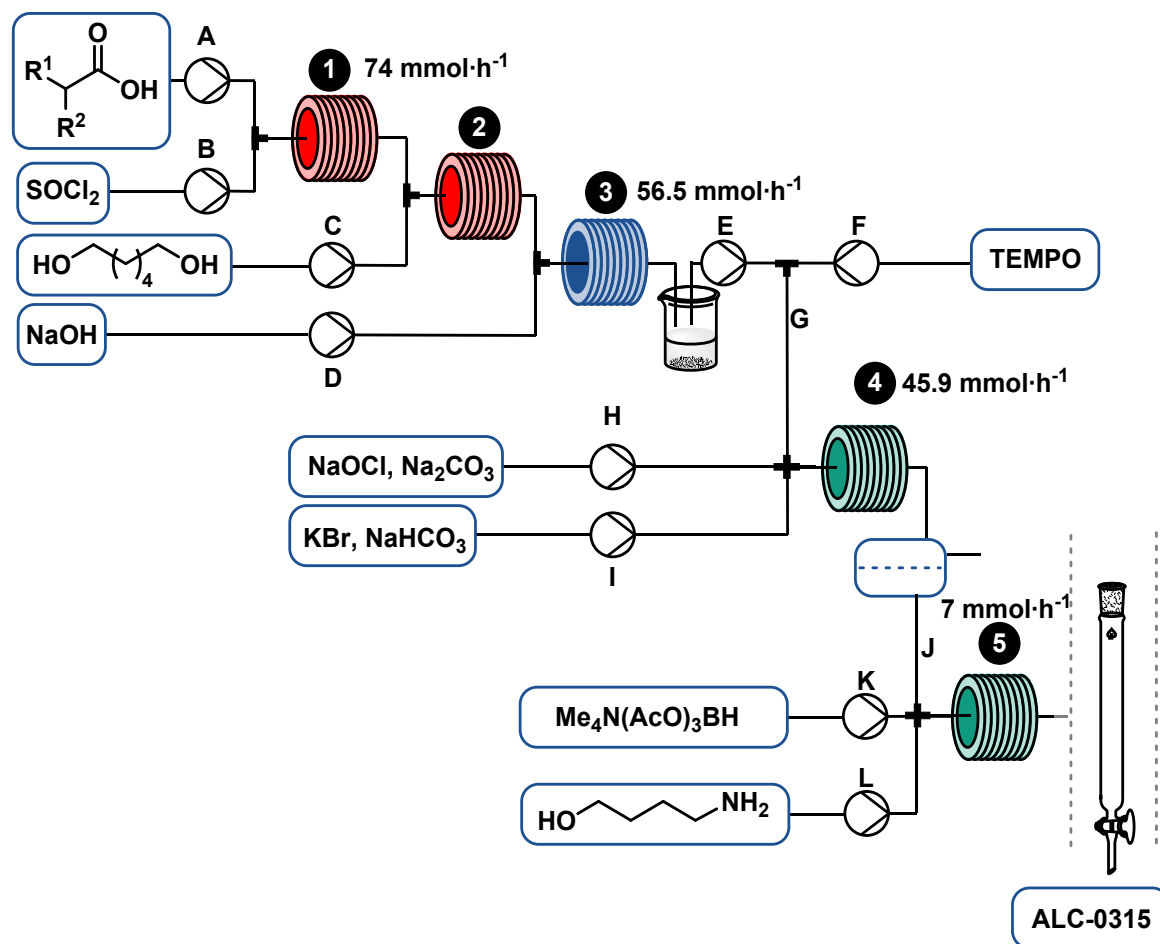 A
O
R¹
OH
R²
1
74 mmol·h⁻¹
B
SOCl₂
2
C
HO
OH
4
3
56.5 mmol·h⁻¹
E
F
TEMPO
NaOH
D
G
4
45.9 mmol·h⁻¹
H
NaOCl, Na₂CO₃
KBr, NaHCO₃
I
7 mmol·h⁻¹
5
J
K
Me₄N(AcO)₃BH
L
HO
NH₂
ALC-0315